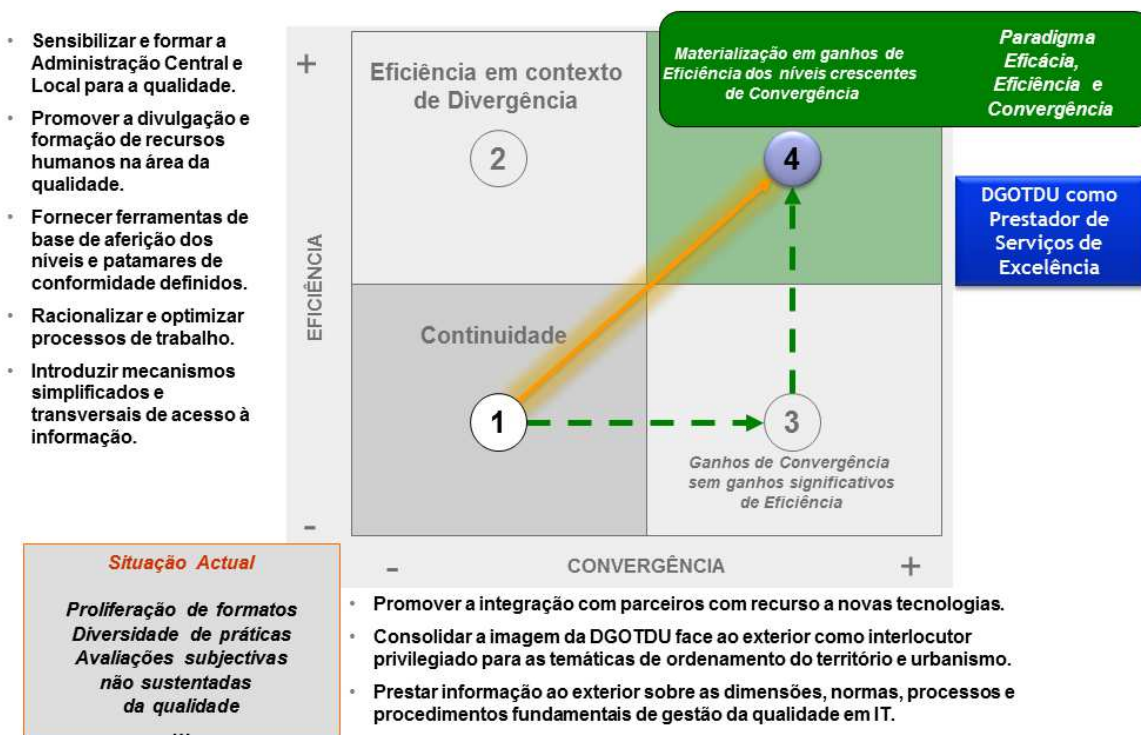 • Sensibilizar e formar a
Administração Central e
Local para a qualidade.
• Promover a divulgação e
formação de recursos
humanos na área da
qualidade.
• Fornecer ferramentas de
base de aferição dos
níveis e patamares de
conformidade definidos.
• Racionalizar e optimizar
processos de trabalho.
• Introduzir mecanismos
simplificados e
transversais de acesso à
informação.
+
EFICIÊNCIA
-
Eficiência em contexto
de Divergência
2
Materialização em ganhos de
Eficiência dos níveis crescentes
de Convergência
Paradigma
Eficácia,
Eficiência e
Convergência
4
DGOTDU como
Prestador de
Serviços de
Excelência
Continuidade
1
3
Ganhos de Convergência
sem ganhos significativos
de Eficiência
- CONVERGÊNCIA +
Situação Actual
Proliferação de formatos
Diversidade de práticas
Avaliações subjectivas
não sustentadas
da qualidade
...
• Promover a integração com parceiros com recurso a novas tecnologias.
• Consolidar a imagem da DGOTDU face ao exterior como interlocutor
privilegiado para as temáticas de ordenamento do território e urbanismo.
• Prestar informação ao exterior sobre as dimensões, normas, processos e
procedimentos fundamentais de gestão da qualidade em IT.